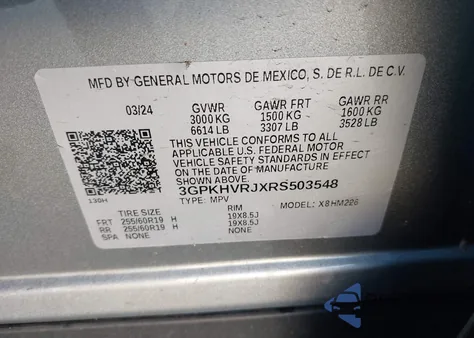 MFD BY GENERAL MOTORS DE MEXICO, S. DE R.L. DE C.V.
03/24 GVWR GAWR FRT GAWR RR
3000 KG 1500 KG 1600 KG
6614 LB 3307 LB 3528 LB
THIS VEHICLE CONFORMS TO ALL
APPLICABLE U.S. FEDERAL MOTOR
VEHICLE SAFETY STANDARDS IN EFFECT ON THE
DATE OF MANUFACTURE SHOWN ABOVE.
3GPKHVRJXRS503548
TYPE: MPV MODEL: X8HM226
130H
TIRE SIZE RIM
FRT 255/60R19 H 19X8.5J
RR 255/60R19 H 19X8.5J
SPA NONE NONE